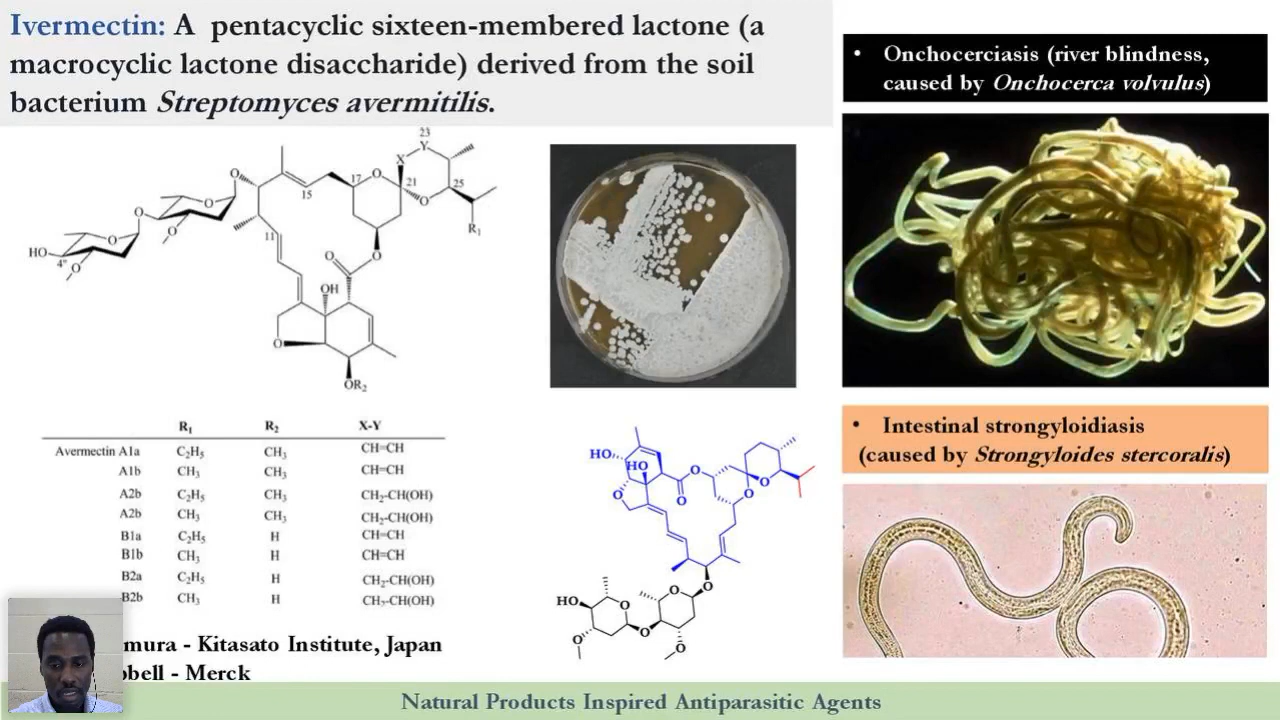 Ivermectin: A pentacyclic sixteen-membered lactone (a
macrocyclic lactone disaccharide) derived from the soil
bacterium Streptomyces avermitilis.
• Onchocerciasis (river blindness,
caused by Onchocerca volvulus)
23
Y
X
O
15
17
O
21
25
O
R1
O
O
O
O
11
HO
4"
O
O
O
O
OH
O
OR2
R1 R2 X-Y
Avermectin A1a C2H5 CH3 CH=CH
A1b CH3 CH3 CH=CH
A2b C2H5 CH3 CH2-CH(OH)
A2b CH3 CH3 CH2-CH(OH)
B1a C2H5 H CH=CH
B1b CH3 H CH=CH
B2a C2H5 H CH2-CH(OH)
B2b CH3 H CH2-CH(OH)
HO
HO
O
O
O
O
O
O
O
HO
O
O
O
O
O
• Intestinal strongyloidiasis
(caused by Strongyloides stercoralis)
mura - Kitasato Institute, Japan
bell - Merck
Natural Products Inspired Antiparasitic Agents